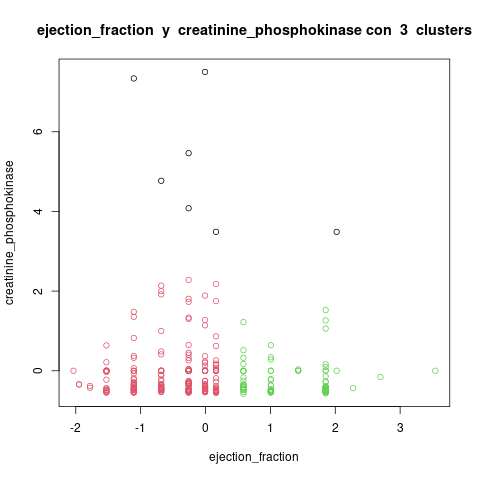 ejection_fraction y creatinine_phosphokinase con 3 clusters
creatinine_phosphokinase
6
4
2
0
-2 -1 0 1 2 3
ejection_fraction